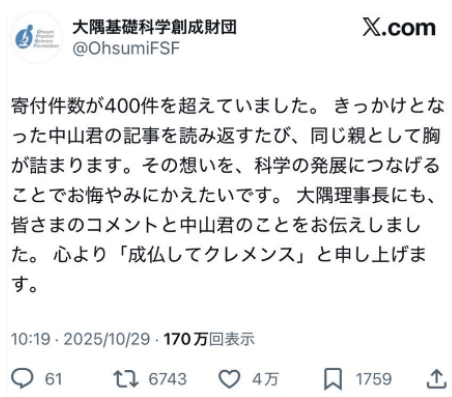 大隅基礎科学創成財団
@OhsumiFSF
X.com
Ohsumi
Frontier
Science
Foundation
寄付件数が400件を超えていました。 きっかけとな
った中山君の記事を読み返すたび、同じ親として胸
が詰まります。その想いを、科学の発展につなげる
ことでお悔やみにかえたいです。 大隅理事長にも、
皆さまのコメントと中山君のことをお伝えしまし
た。 心より「成仏してクレメンス」と申し上げま
す。
10:19 · 2025/10/29 · 170万回表示
61 6743 4万 1759